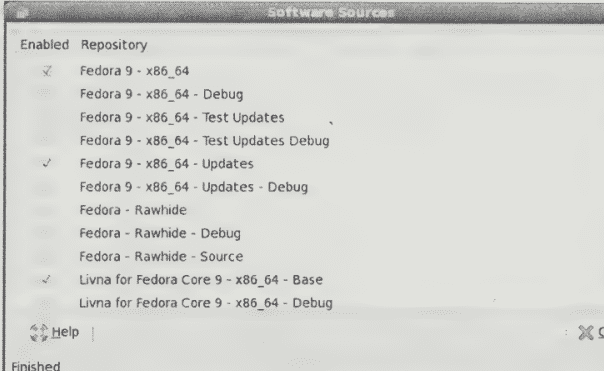 Software Sources
Enabled Repository
Fedora 9 - x86_64
Fedora 9 - x86_64 - Debug
Fedora 9 - x86_64 - Test Updates
Fedora 9 - x86_64 - Test Updates Debug
Fedora 9 - x86_64 - Updates
Fedora 9 - x86_64 - Updates - Debug
Fedora - Rawhide
Fedora - Rawhide - Debug
Fedora - Rawhide - Source
Livna for Fedora Core 9 - x86_64 - Base
Livna for Fedora Core 9 - x86_64 - Debug
Help
Finished